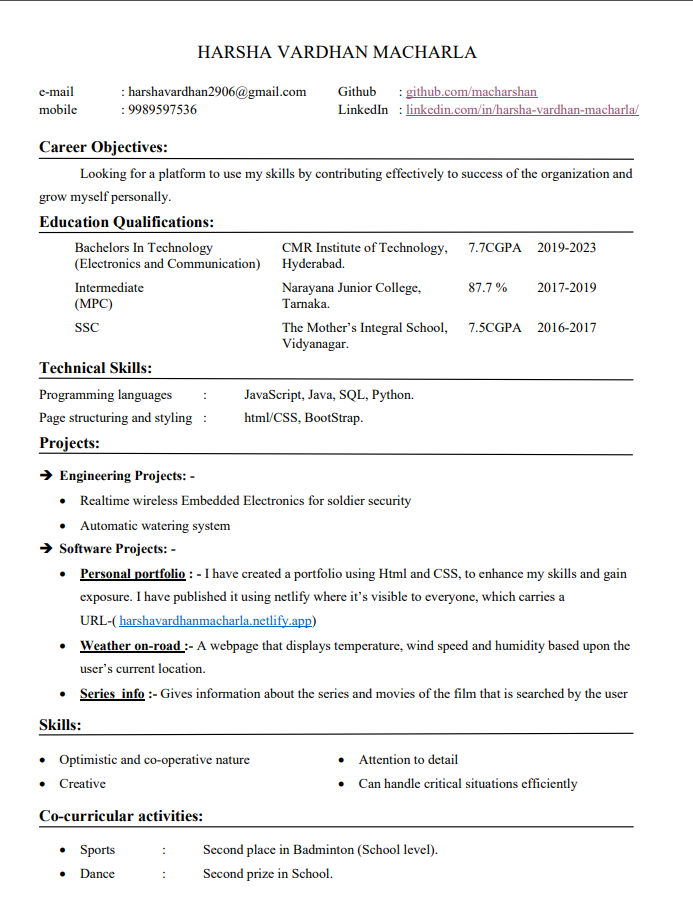 HARSHA VARDHAN MACHARLA
e-mail : harshavardhan2906@gmail.com Github : github.com/macharshan
mobile : 9989597536 LinkedIn : linkedin.com/in/harsha-vardhan-macharla/
Career Objectives:
Looking for a platform to use my skills by contributing effectively to success of the organization and
grow myself personally.
Education Qualifications:
Bachelors In Technology CMR Institute of Technology, 7.7CGPA 2019-2023
(Electronics and Communication) Hyderabad.
Intermediate Narayana Junior College, 87.7 % 2017-2019
(MPC) Tarnaka.
SSC The Mother’s Integral School, 7.5CGPA 2016-2017
Vidyanagar.
Technical Skills:
Programming languages : JavaScript, Java, SQL, Python.
Page structuring and styling : html/CSS, BootStrap.
Projects:
➔ Engineering Projects: -
• Realtime wireless Embedded Electronics for soldier security
• Automatic watering system
➔ Software Projects: -
• Personal portfolio : - I have created a portfolio using Html and CSS, to enhance my skills and gain
exposure. I have published it using netlify where it’s visible to everyone, which carries a
URL-( harshavardhanmacharla.netlify.app)
• Weather on-road :- A webpage that displays temperature, wind speed and humidity based upon the
user’s current location.
• Series_info :- Gives information about the series and movies of the film that is searched by the user
Skills:
• Optimistic and co-operative nature • Attention to detail
• Creative • Can handle critical situations efficiently
Co-curricular activities:
• Sports : Second place in Badminton (School level).
• Dance : Second prize in School.